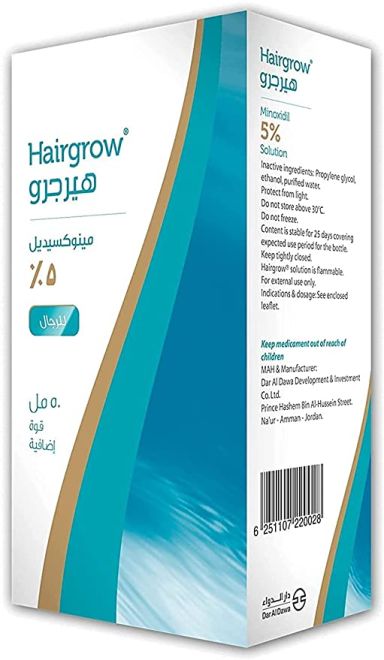 Hairgrow®
هيرجرو
مينوكسيديل
٥٪
للرجال
٥٠ مل
قوة
إضافية
Hairgrow®
هيرجرو
Minoxidil
5%
Solution
Inactive ingredients: Propylene glycol,
ethanol, purified water.
Protect from light.
Do not store above 30°C.
Do not freeze.
Content is stable for 25 days covering
expected use period for the bottle.
Keep tightly closed.
Hairgrow® solution is flammable.
For external use only.
Indications & dosage: See enclosed
leaflet.
Keep medicament out of reach of
children
MAH & Manufacturer:
Dar Al Dawa Development & Investment
Co.Ltd.
Prince Hashem Bin Al-Hussein Street.
Na'ur - Amman - Jordan.
6 251107 220028
دار الدواء
Dar Al Dawa